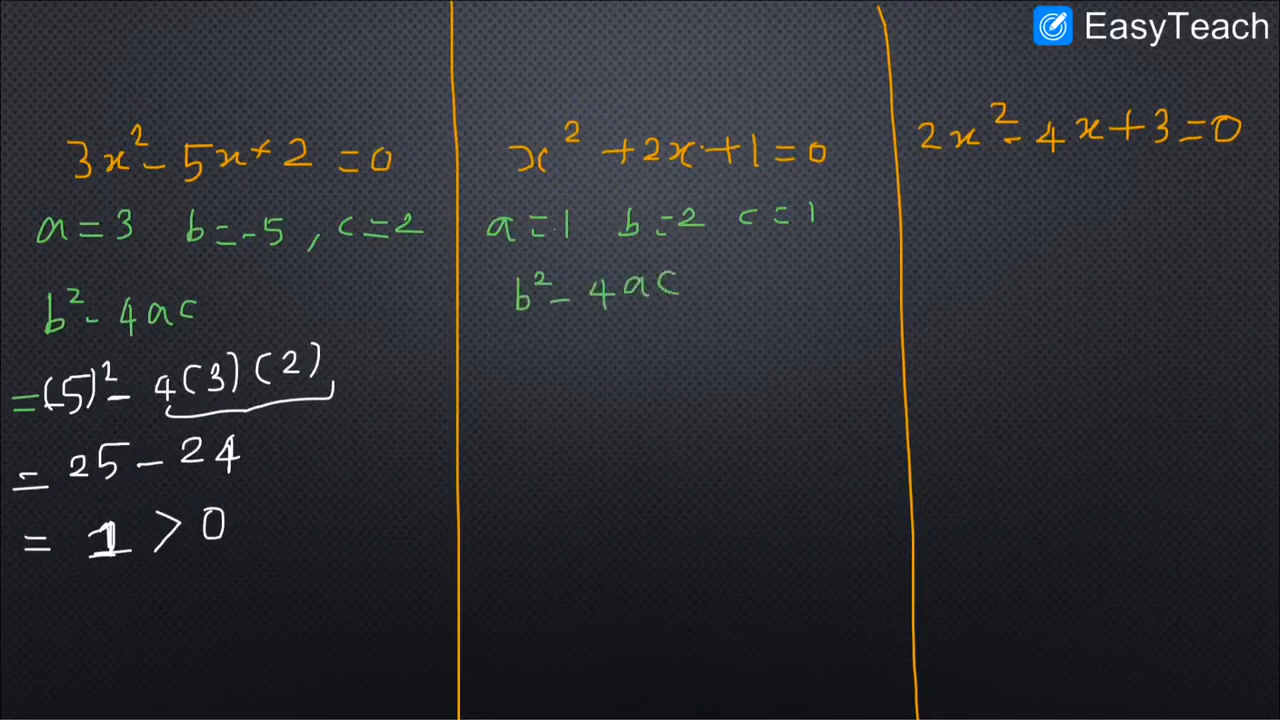 EasyTeach
3x² - 5x + 2 = 0
a = 3 b = -5 , c = 2
b² - 4ac
= (-5)² - 4(3)(2)
= 25 - 24
= 1 > 0
x² + 2x + 1 = 0
a = 1 b = 2 c = 1
b² - 4ac
2x² - 4x + 3 = 0